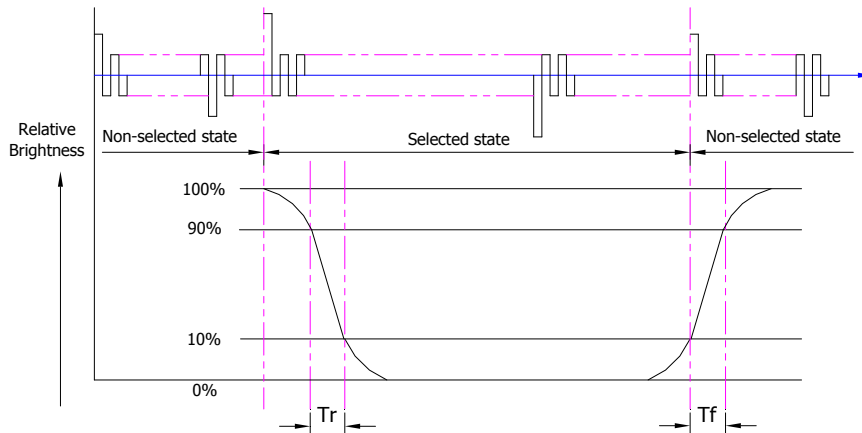 Relative
Brightness
Non-selected state
Selected state
Non-selected state
100%
90%
10%
0%
Tr
Tf